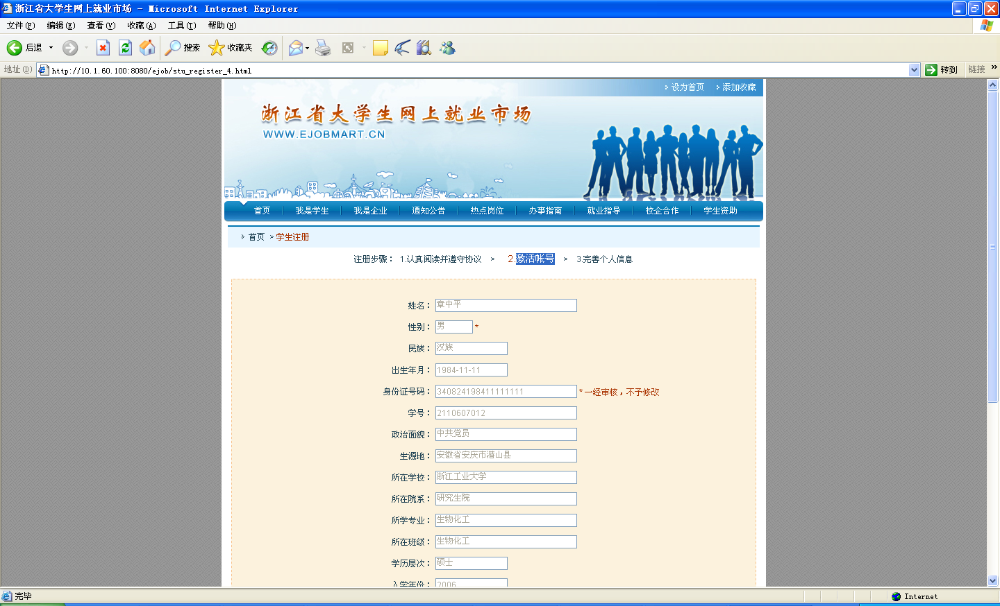 浙江省大学生网上就业市场 - Microsoft Internet Explorer
文件(F) 编辑(E) 查看(V) 收藏(A) 工具(T) 帮助(H)
后退 搜索 收藏夹
地址(D) http://10.1.60.100:8080/ejob/stu_register_4.html 转到 链接 »
设为首页 添加收藏
浙江省大学生网上就业市场
WWW.EJOBMART.CN
首页 我是学生 我是企业 通知公告 热点岗位 办事指南 就业指导 校企合作 学生资助
首页 > 学生注册
注册步骤： 1.认真阅读并遵守协议 > 2.激活帐号 > 3.完善个人信息
姓名： 章中平
性别： 男 *
民族： 汉族
出生年月： 1984-11-11
身份证号码： 340824198411111111 * 一经审核，不予修改
学号： 2110607012
政治面貌： 中共党员
生源地： 安徽省安庆市潜山县
所在学校： 浙江工业大学
所在院系： 研究生院
所学专业： 生物化工
所在班级： 生物化工
学历层次： 硕士
入学年份： 2006
完毕 Internet